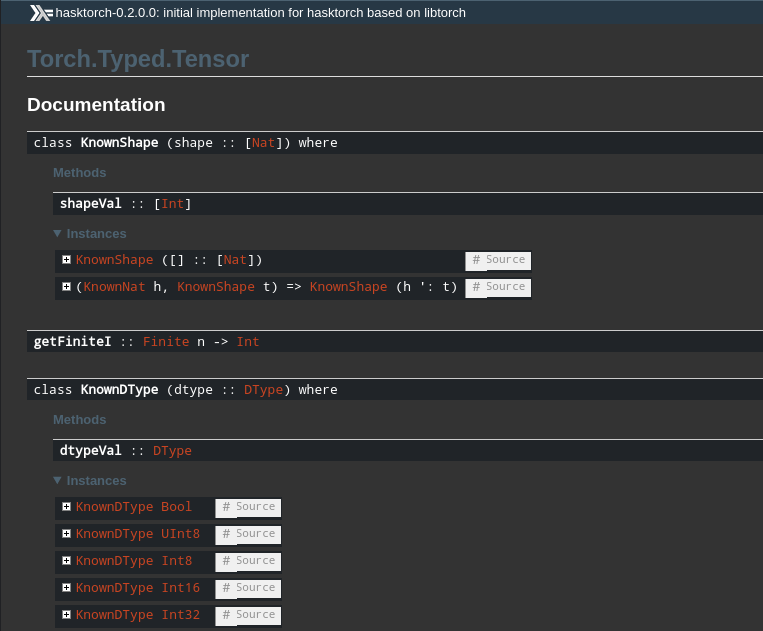 hasktorch-0.2.0.0: initial implementation for hasktorch based on libtorch
Torch.Typed.Tensor
Documentation
class KnownShape (shape :: [Nat]) where
Methods
shapeVal :: [Int]
Instances
KnownShape ([] :: [Nat]) # Source
(KnownNat h, KnownShape t) => KnownShape (h ': t) # Source
getFiniteI :: Finite n -> Int
class KnownDType (dtype :: DType) where
Methods
dtypeVal :: DType
Instances
KnownDType Bool # Source
KnownDType UInt8 # Source
KnownDType Int8 # Source
KnownDType Int16 # Source
KnownDType Int32 # Source